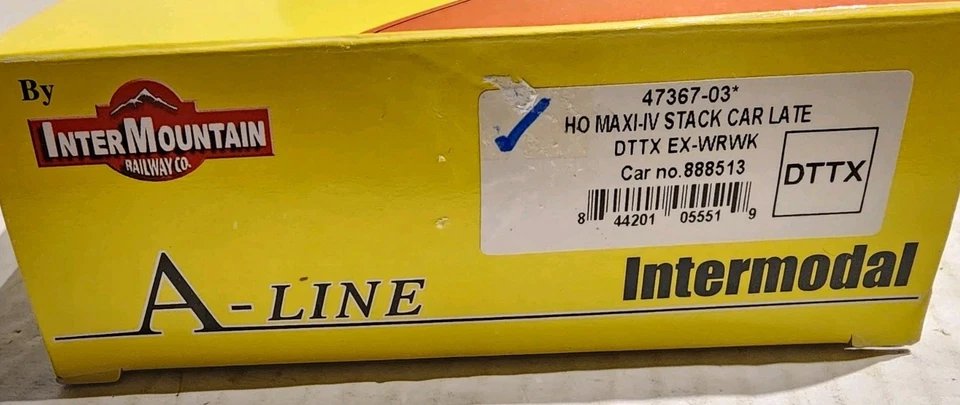 By
INTERMOUNTAIN
RAILWAY CO.
47367-03*
HO MAXI-IV STACK CAR LATE
DTTX EX-WRWK
Car no.888513
DTTX
8 44201 05551 9
A-LINE
Intermodal